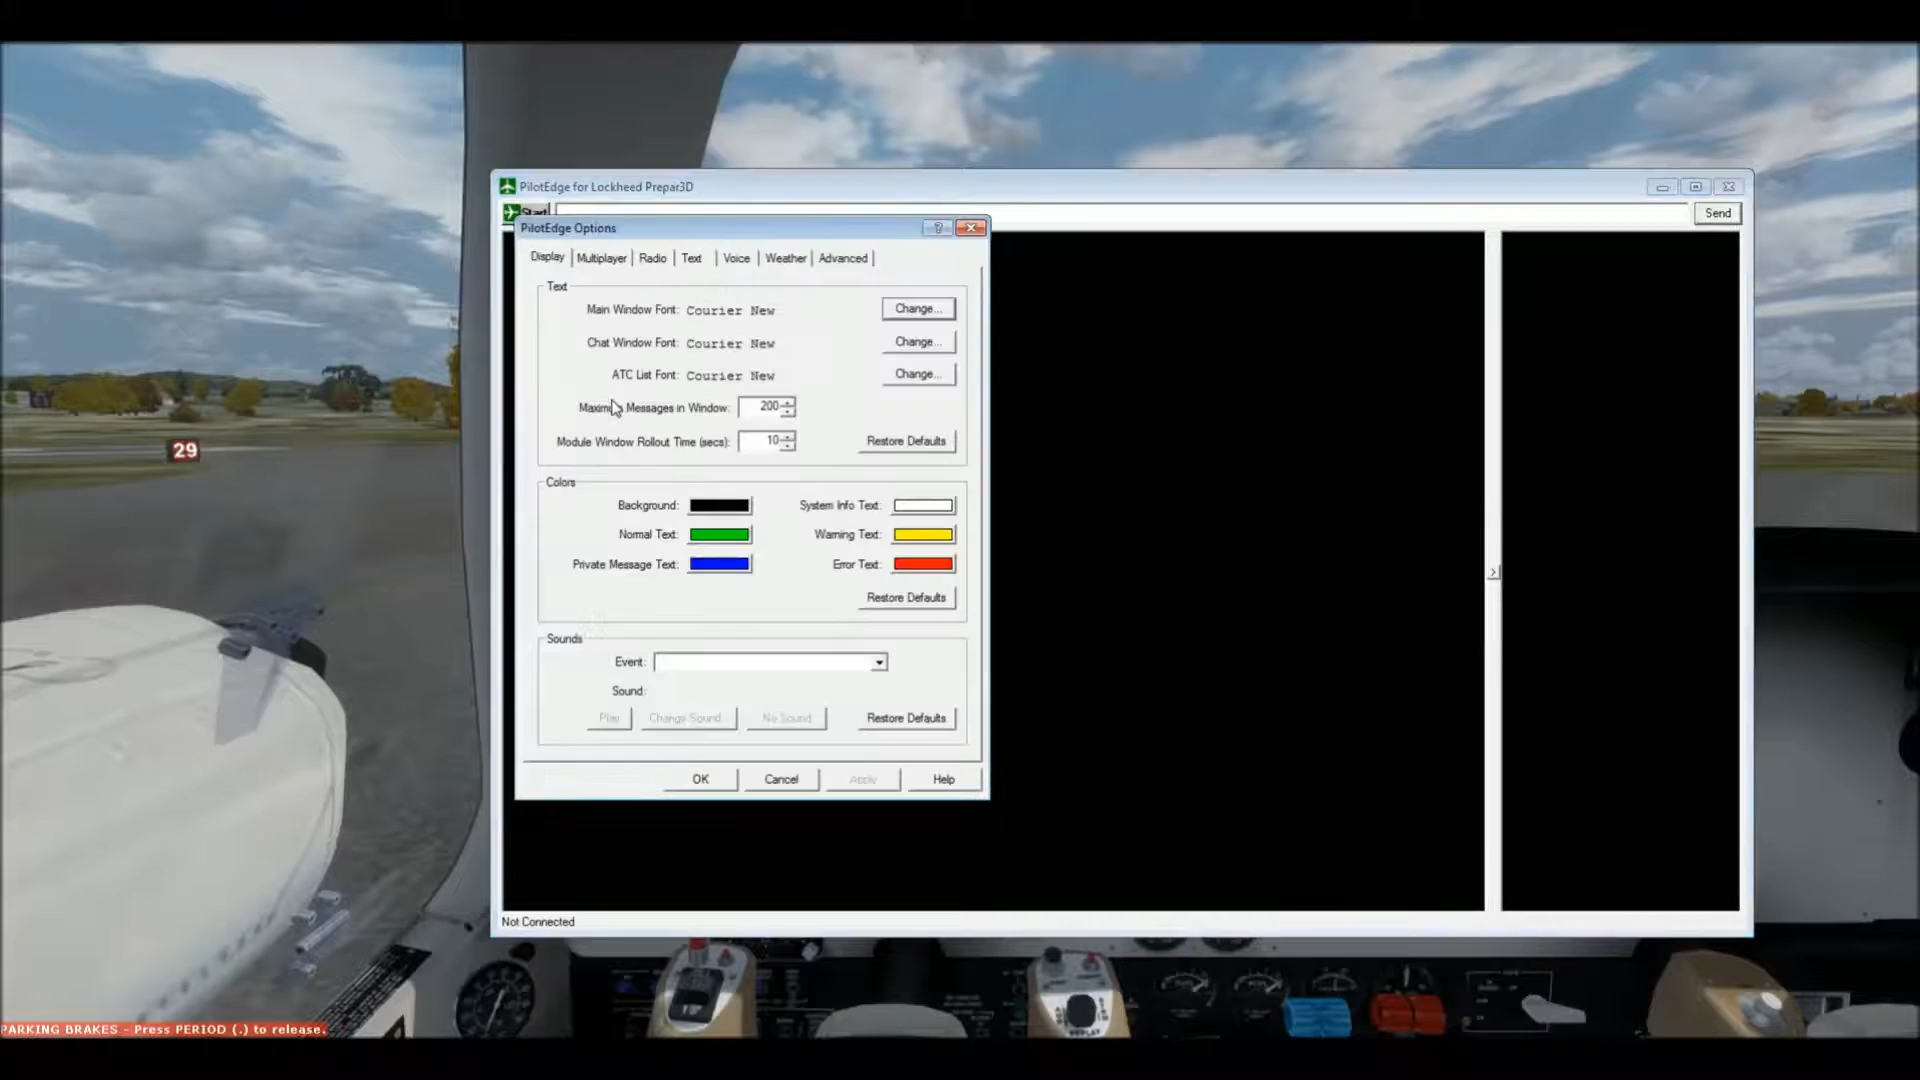 PilotEdge for Lockheed Prepar3D
Start
Send
PilotEdge Options
Display Multiplayer Radio Text Voice Weather Advanced
Text
Main Window Font: Courier New Change...
Chat Window Font: Courier New Change...
ATC List Font: Courier New Change...
Messages in Window: 200
Module Window Rollout Time (secs): 10 Restore Defaults
29
Colors
Background: System Info Text:
Normal Text: Warning Text:
Private Message Text: Error Text:
Restore Defaults
Sounds
Event:
Sound:
Play Change Sound... No Sound Restore Defaults
OK Cancel Apply Help
Not Connected
PARKING BRAKES - Press PERIOD (.) to release.